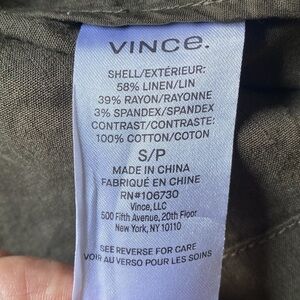 VINCE.
SHELL/EXTÉRIEUR:
58% LINEN/LIN
39% RAYON/RAYONNE
3% SPANDEX/SPANDEX
CONTRAST/CONTRASTE:
100% COTTON/COTON
S/P
MADE IN CHINA
FABRIQUÉ EN CHINE
RN#106730
Vince, LLC
500 Fifth Avenue, 20th Floor
New York, NY 10110
SEE REVERSE FOR CARE
VOIR AU VERSO POUR LES SOINS